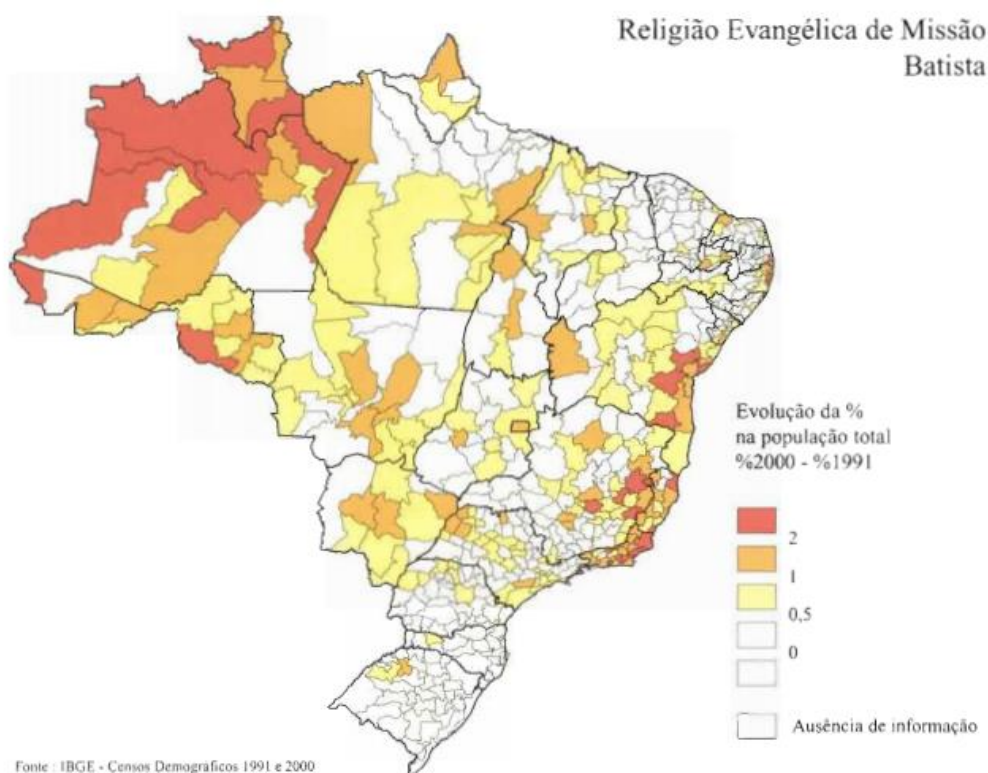 Religião Evangélica de Missão
Batista
Evolução da %
na população total
%2000 - %1991
2
1
0,5
0
Ausência de informação
Fonte : IBGE - Censos Demográficos 1991 e 2000